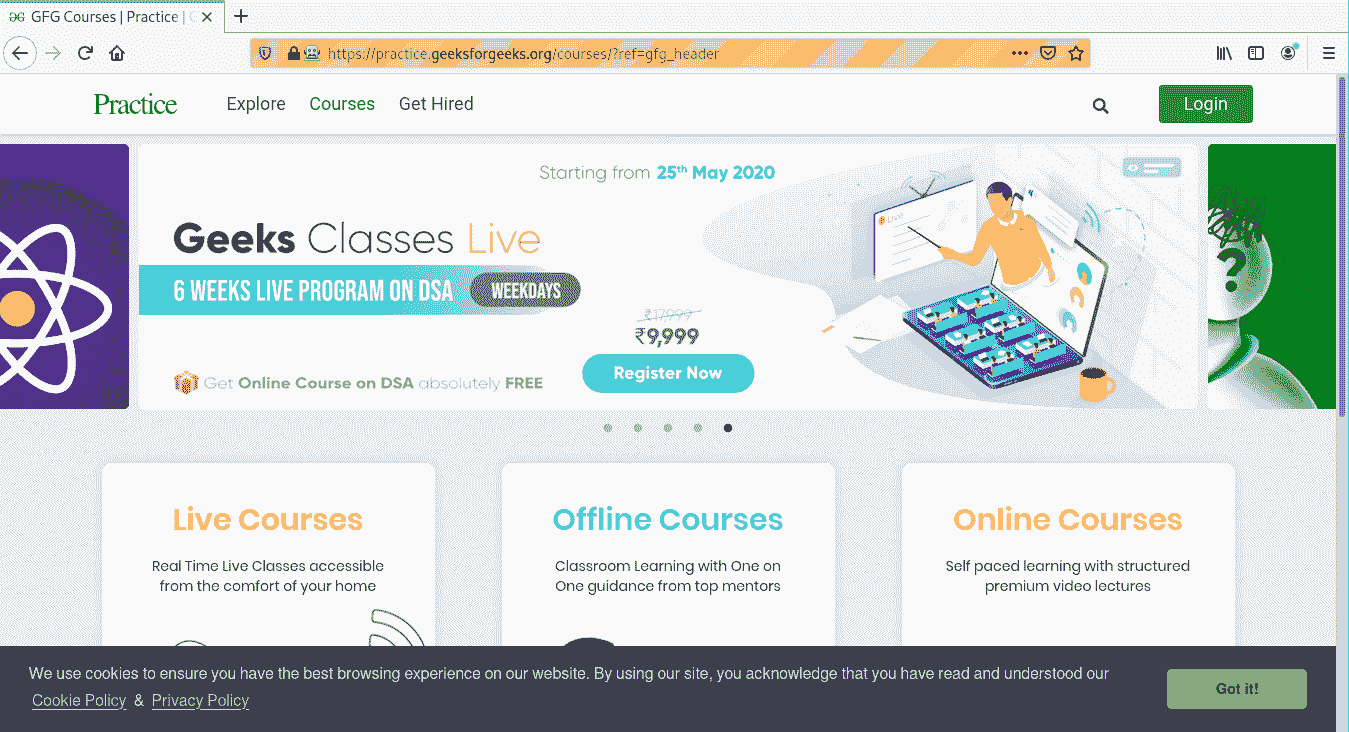 GFG Courses | Practice |
https://practice.geeksforgeeks.org/courses/?ref=gfg_header
Practice
Explore
Courses
Get Hired
Login
Starting from 25th May 2020
Geeks Classes Live
6 WEEKS LIVE PROGRAM ON DSA WEEKDAYS
₹17999
₹9,999
Get Online Course on DSA absolutely FREE
Register Now
Live
?
Live Courses
Real Time Live Classes accessible
from the comfort of your home
Offline Courses
Classroom Learning with One on
One guidance from top mentors
Online Courses
Self paced learning with structured
premium video lectures
We use cookies to ensure you have the best browsing experience on our website. By using our site, you acknowledge that you have read and understood our
Cookie Policy & Privacy Policy
Got it!